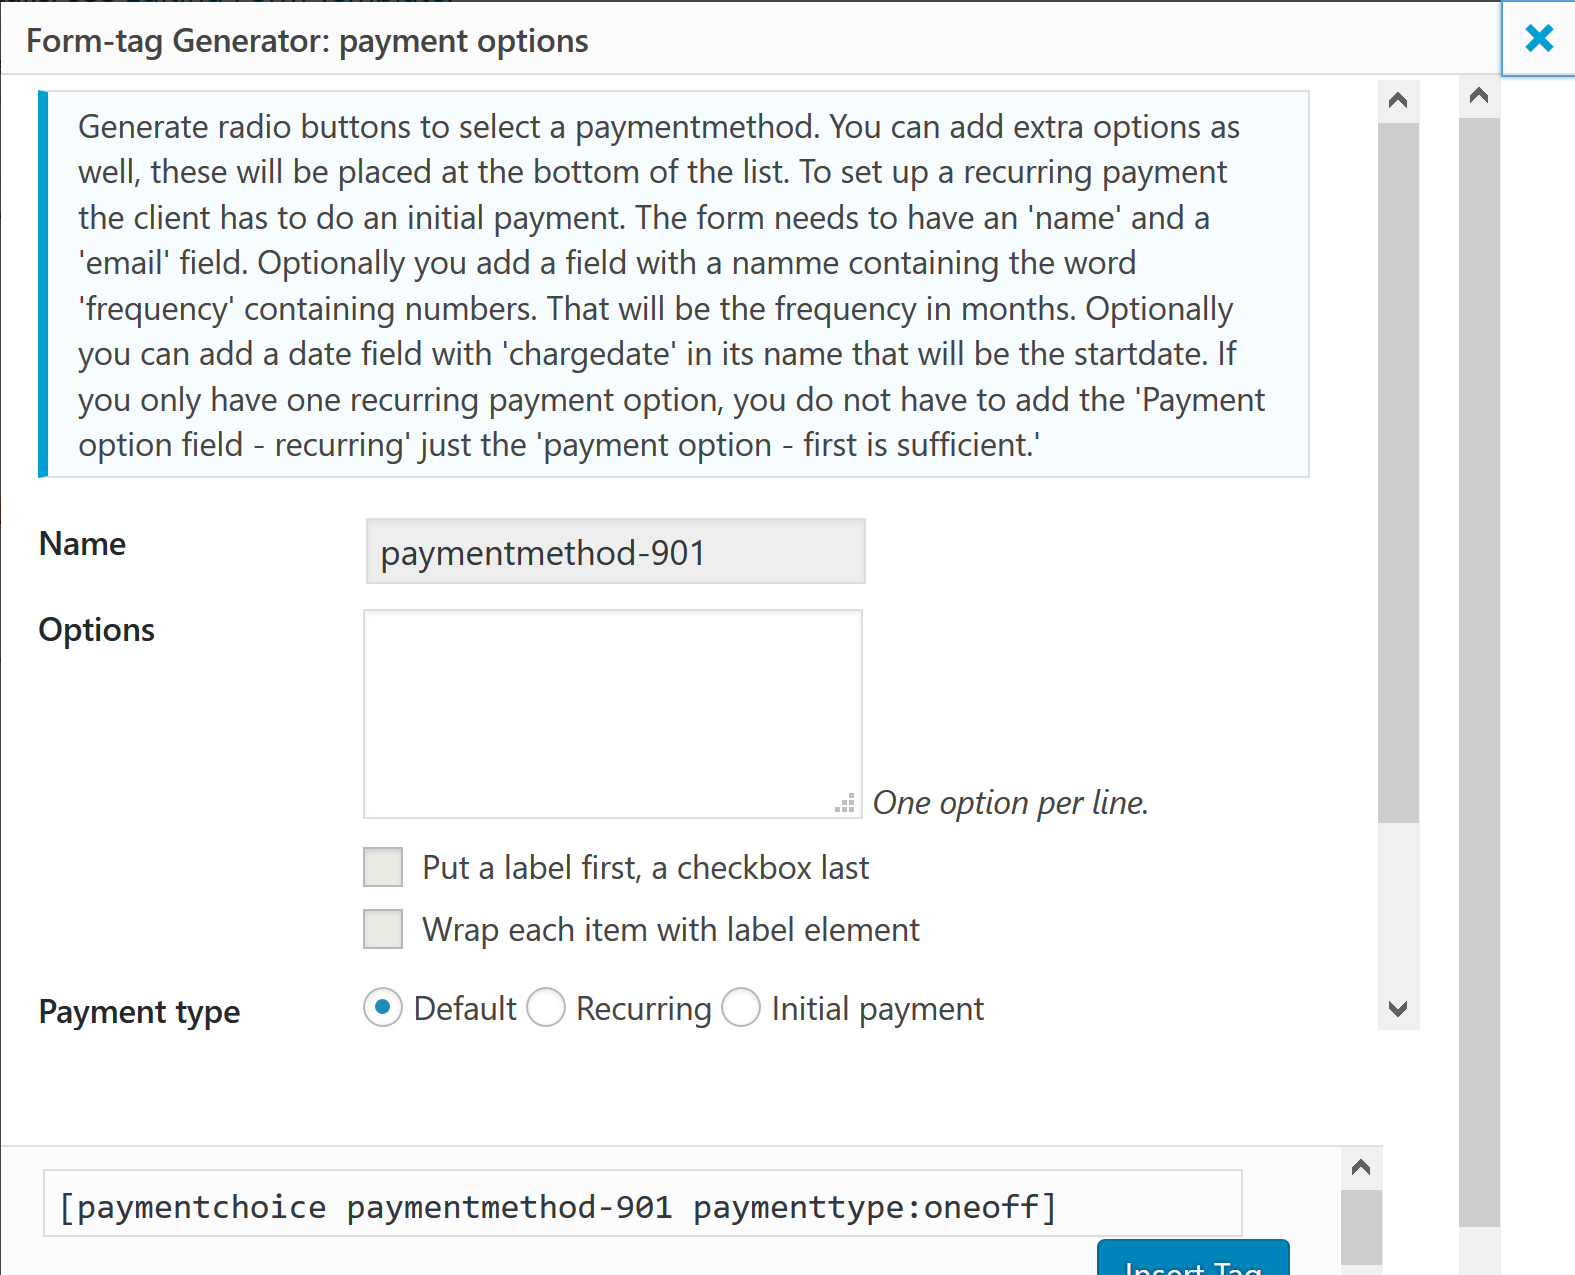 Form-tag Generator: payment options
Generate radio buttons to select a paymentmethod. You can add extra options as
well, these will be placed at the bottom of the list. To set up a recurring payment
the client has to do an initial payment. The form needs to have an 'name' and a
'email' field. Optionally you add a field with a namme containing the word
'frequency' containing numbers. That will be the frequency in months. Optionally
you can add a date field with 'chargedate' in its name that will be the startdate. If
you only have one recurring payment option, you do not have to add the 'Payment
option field - recurring' just the 'payment option - first is sufficient.'
Name
paymentmethod-901
Options
One option per line.
Put a label first, a checkbox last
Wrap each item with label element
Payment type Default Recurring Initial payment
[paymentchoice paymentmethod-901 paymenttype:oneoff]
Insert Tag